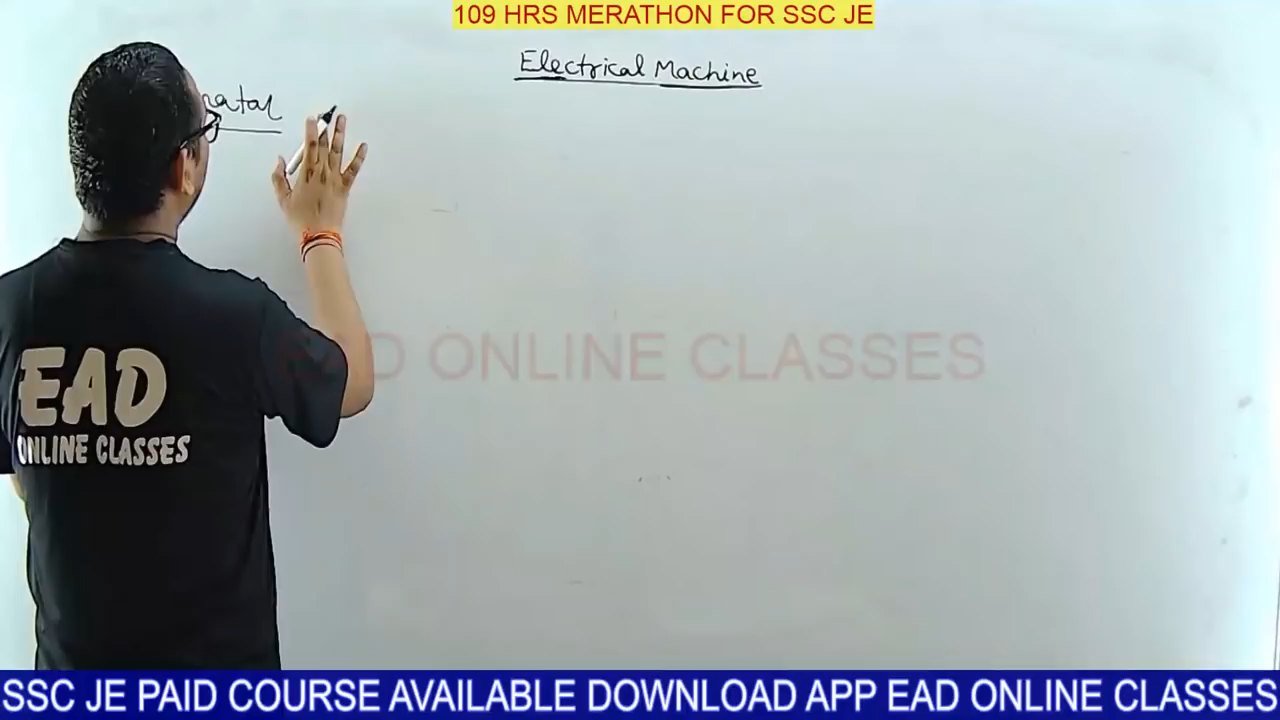 109 HRS MERATHON FOR SSC JE
Electrical Machine
EAD ONLINE CLASSES
EAD
ONLINE CLASSES
SSC JE PAID COURSE AVAILABLE DOWNLOAD APP EAD ONLINE CLASSES